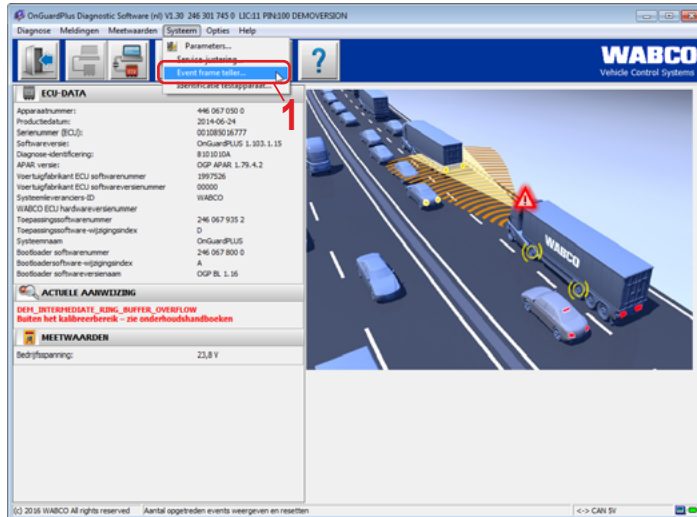 OnGuardPlus Diagnostic Software (nl) V1.30 246 301 745 0 LIC:11 PIN:100 DEMOVERSION
Diagnose Meldingen Meetwaarden Systeem Opties Help
Parameters...
Service-justering...
Event frame teller...
Identificatie testapparaat...
1
?
WABCO
Vehicle Control Systems
ECU-DATA
Apparaatnummer: 446 067 050 0
Productiedatum: 2014-06-24
Serienummer (ECU): 001085016777
Softwareversie: OnGuardPLUS 1.103.1.15
Diagnose-identificering: 8101010A
APAR versie: OGP APAR 1.79.4.2
Voertuigfabrikant ECU softwarenummer 1997526
Voertuigfabrikant ECU softwareversienummer 00000
Systeemleveranciers-ID WABCO
WABCO ECU hardwareversienummer
Toepassingssoftwarenummer 246 067 935 2
Toepassingssoftware-wijzigingsindex D
Systeemnaam OnGuardPLUS
Bootloader softwarenummer 246 067 800 0
Bootloadersoftware-wijzigingsindex A
Bootloader softwareversienaam OGP BL 1.16
ACTUELE AANWIJZING
DEM_INTERMEDIATE_RING_BUFFER_OVERFLOW
Buiten het kalibreerbereik – zie onderhoudshandboeken
MEETWAARDEN
Bedrijfsspanning: 23,8 V
WABCO
(c) 2016 WABCO All rights reserved Aantal opgetreden events weergeven en resetten <-> CAN 5V